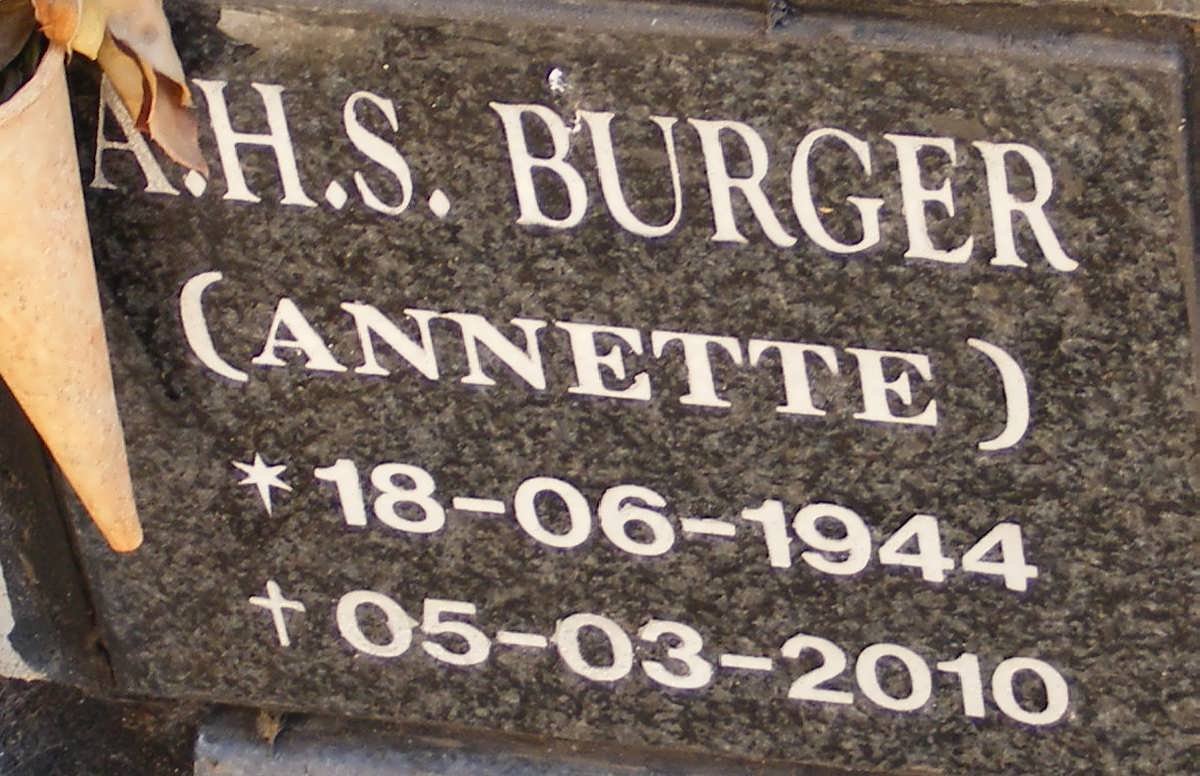 A.H.S. BURGER
(ANNETTE)
*18-06-1944
†05-03-2010